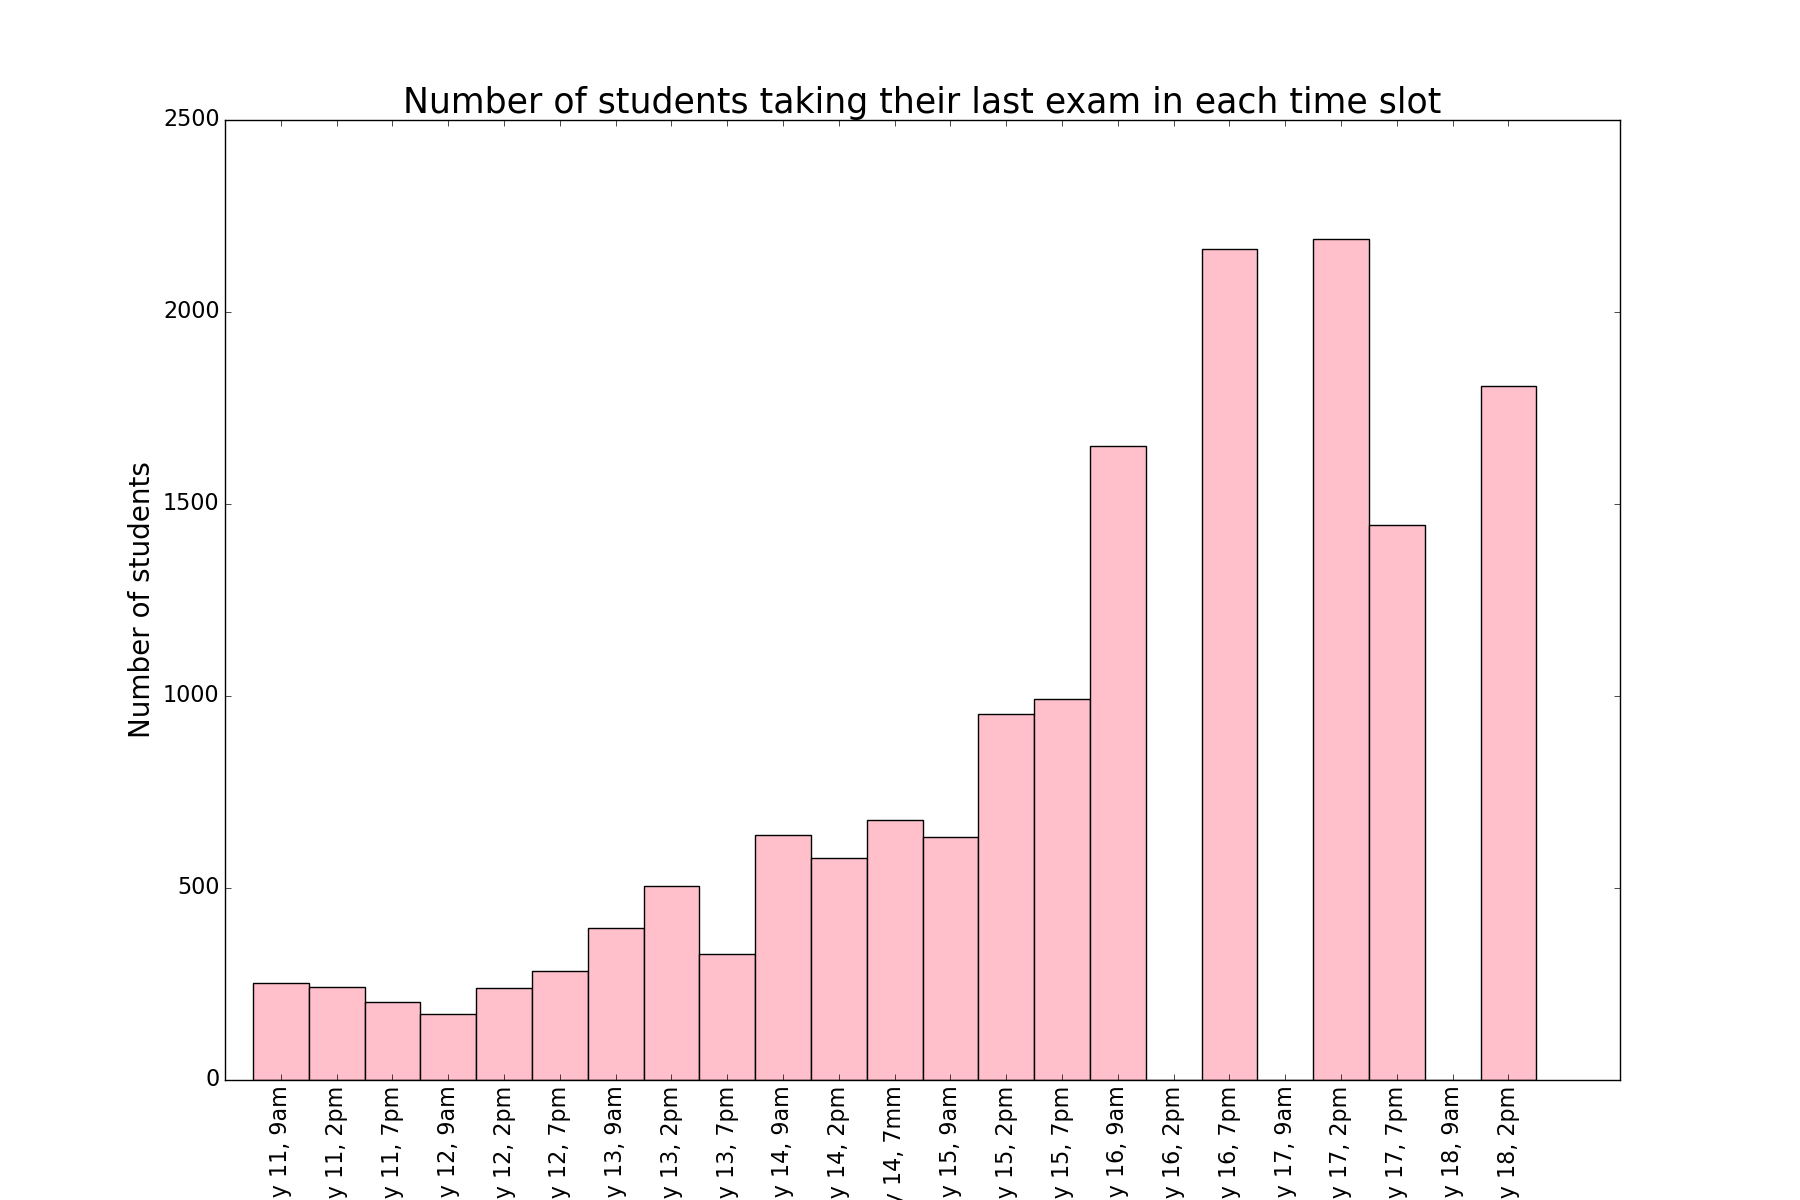 Number of students taking their last exam in each time slot
Number of students
2500
2000
1500
1000
500
0
y 11, 9am
y 11, 2pm
y 11, 7pm
y 12, 9am
y 12, 2pm
y 12, 7pm
y 13, 9am
y 13, 2pm
y 13, 7pm
y 14, 9am
y 14, 2pm
y 14, 7mm
y 15, 9am
y 15, 2pm
y 15, 7pm
y 16, 9am
y 16, 2pm
y 16, 7pm
y 17, 9am
y 17, 2pm
y 17, 7pm
y 18, 9am
y 18, 2pm